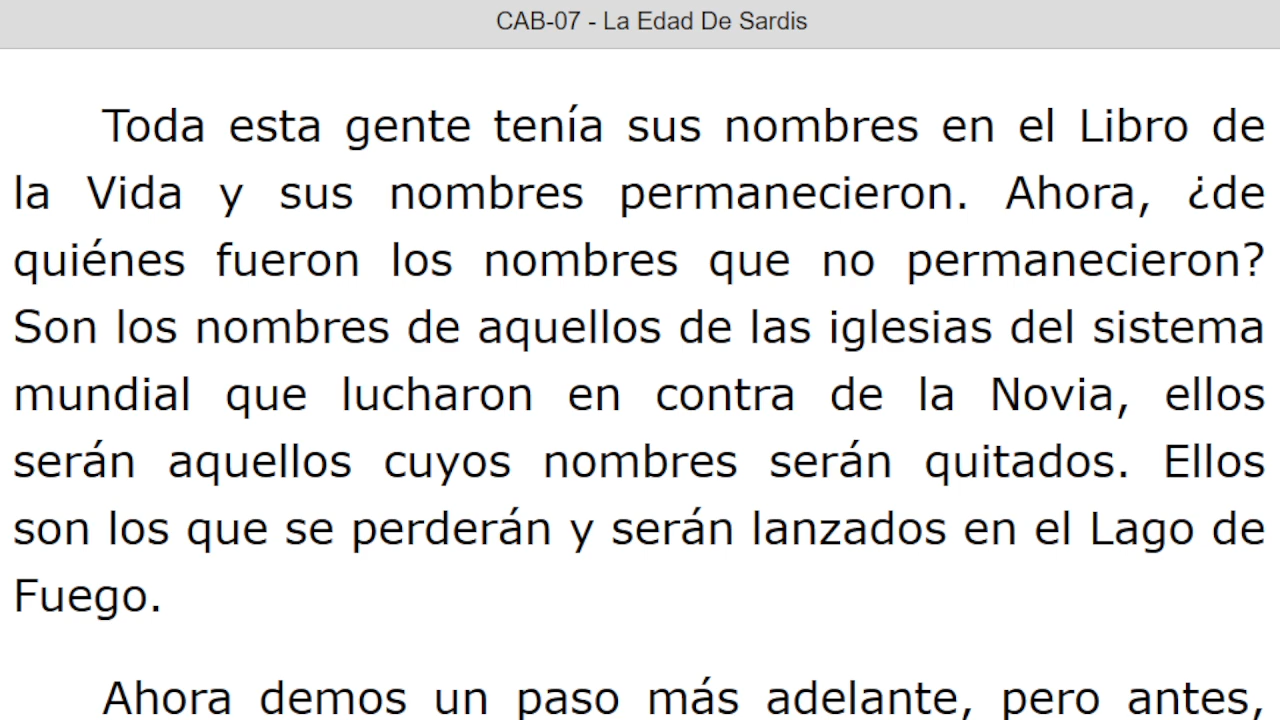 CAB-07 - La Edad De Sardis
Toda esta gente tenía sus nombres en el Libro de
la Vida y sus nombres permanecieron. Ahora, ¿de
quiénes fueron los nombres que no permanecieron?
Son los nombres de aquellos de las iglesias del sistema
mundial que lucharon en contra de la Novia, ellos
serán aquellos cuyos nombres serán quitados. Ellos
son los que se perderán y serán lanzados en el Lago de
Fuego.
Ahora demos un paso más adelante, pero antes,